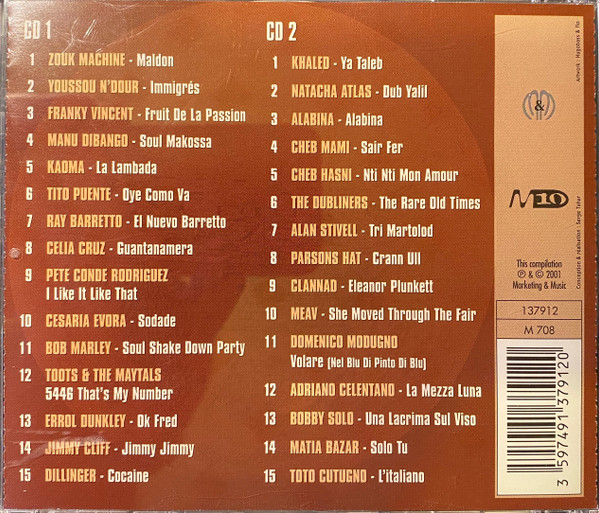 CD 1
1 ZOUK MACHINE - Maldon
2 YOUSSOU N'DOUR - Immigrés
3 FRANKY VINCENT - Fruit De La Passion
4 MANU DIBANGO - Soul Makossa
5 KAOMA - La Lambada
6 TITO PUENTE - Oye Como Va
7 RAY BARRETTO - El Nuevo Barretto
8 CELIA CRUZ - Guantanamera
9 PETE CONDE RODRIGUEZ
I Like It Like That
10 CESARIA EVORA - Sodade
11 BOB MARLEY - Soul Shake Down Party
12 TOOTS & THE MAYTALS
5446 That's My Number
13 ERROL DUNKLEY - Ok Fred
14 JIMMY CLIFF - Jimmy Jimmy
15 DILLINGER - Cocaine
CD 2
1 KHALED - Ya Taleb
2 NATACHA ATLAS - Dub Yalil
3 ALABINA - Alabina
4 CHEB MAMI - Sair Fer
5 CHEB HASNI - Nti Nti Mon Amour
6 THE DUBLINERS - The Rare Old Times
7 ALAN STIVELL - Tri Martolod
8 PARSONS HAT - Crann Ull
9 CLANNAD - Eleanor Plunkett
10 MEAV - She Moved Through The Fair
11 DOMENICO MODUGNO
Volare (Nel Blu Di Pinto Di Blu)
12 ADRIANO CELENTANO - La Mezza Luna
13 BOBBY SOLO - Una Lacrima Sul Viso
14 MATIA BAZAR - Solo Tu
15 TOTO CUTUGNO - L'italiano
M&M
M10
This compilation
℗ & © 2001
Marketing & Music
137912
M 708
3 597491 379120
Conception & réalisation : Serge Tahar